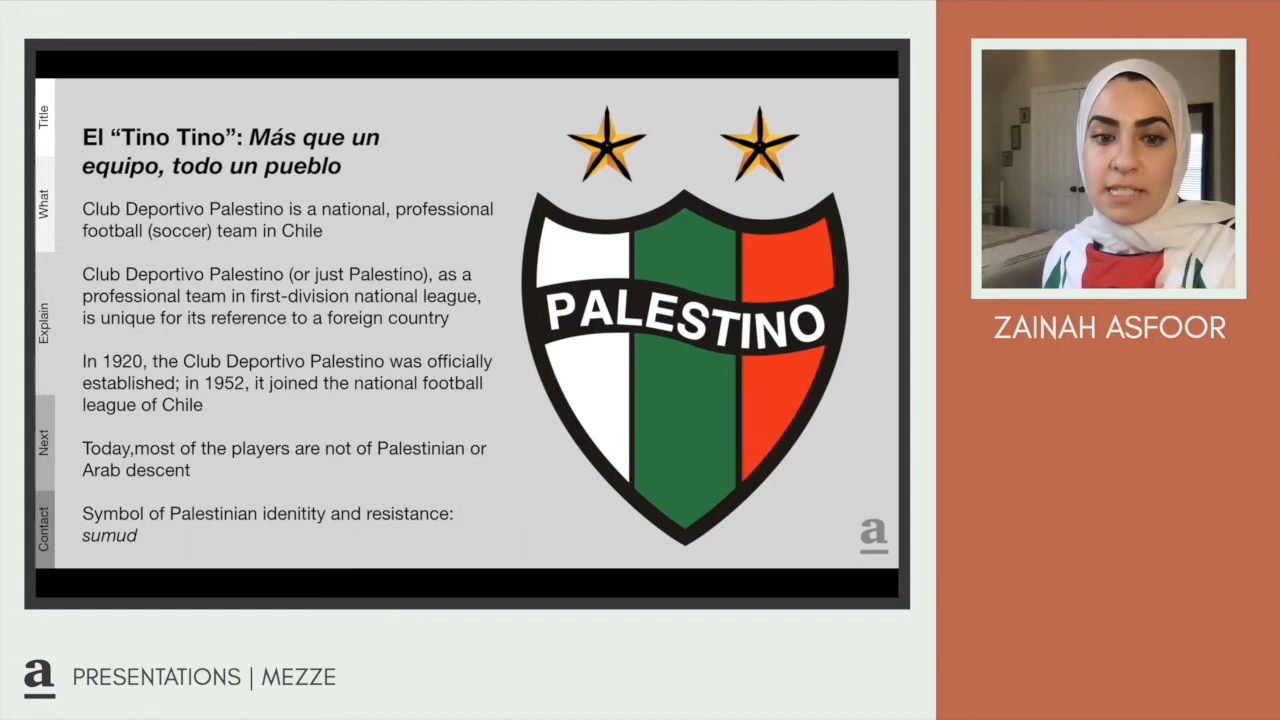 Title
What
Explain
Next
Contact
El “Tino Tino”: Más que un
equipo, todo un pueblo
Club Deportivo Palestino is a national, professional
football (soccer) team in Chile
Club Deportivo Palestino (or just Palestino), as a
professional team in first-division national league,
is unique for its reference to a foreign country
In 1920, the Club Deportivo Palestino was officially
established; in 1952, it joined the national football
league of Chile
Today,most of the players are not of Palestinian or
Arab descent
Symbol of Palestinian idenitity and resistance:
sumud
PALESTINO
a
ZAINAH ASFOOR
a PRESENTATIONS | MEZZE